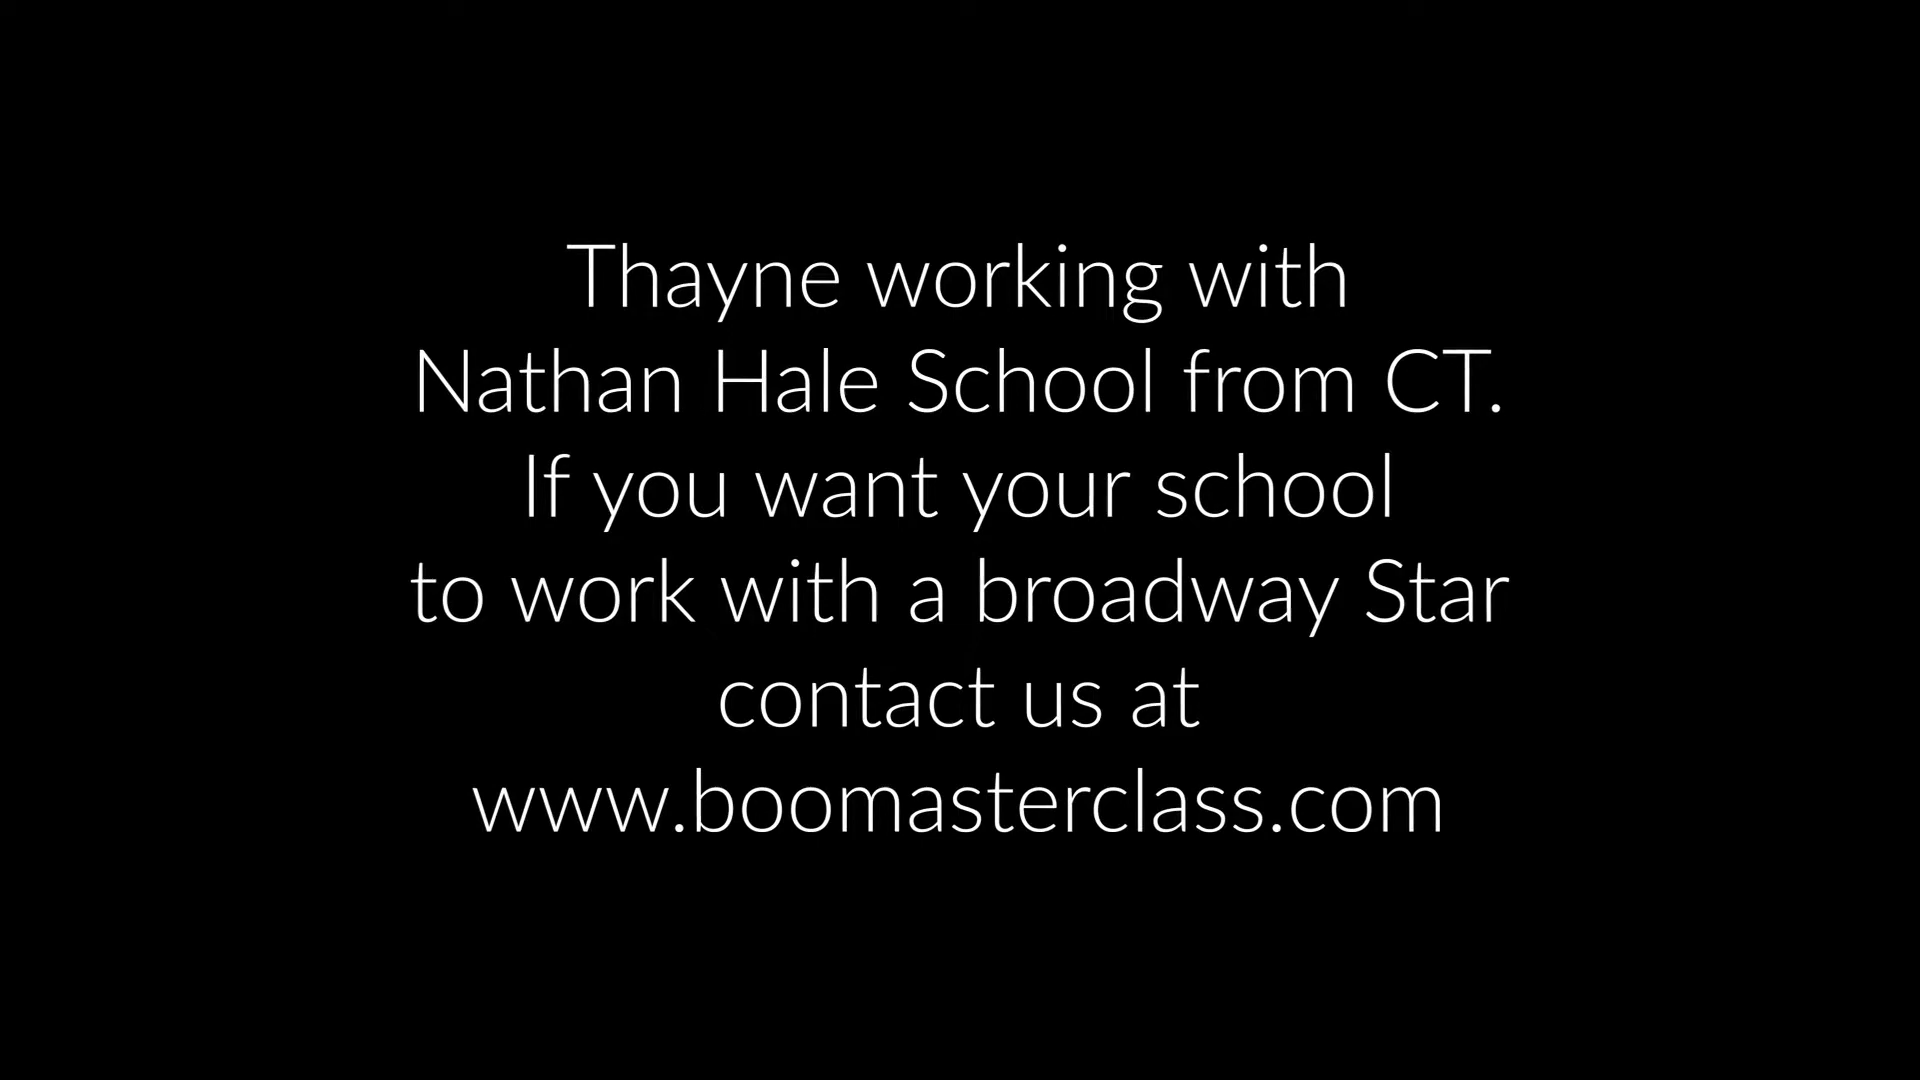 Thayne working with
Nathan Hale School from CT.
If you want your school
to work with a broadway Star
contact us at
www.boomasterclass.com